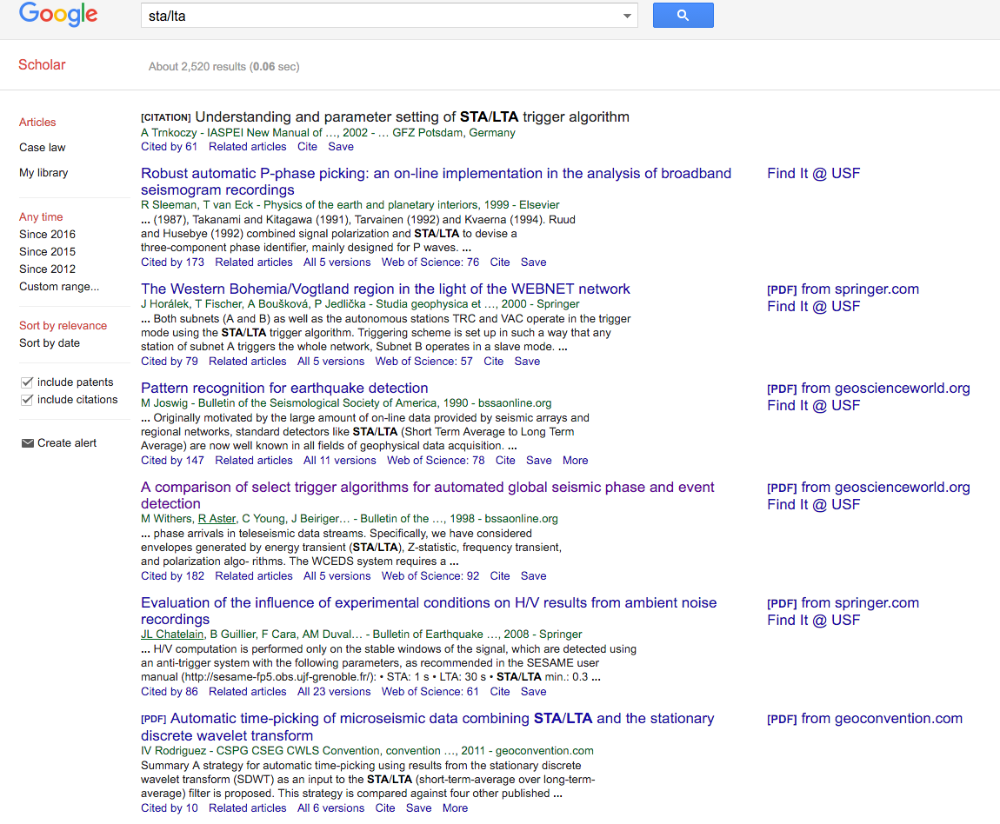 Google
sta/lta
Scholar
About 2,520 results (0.06 sec)
Articles
Case law
My library
Any time
Since 2016
Since 2015
Since 2012
Custom range...
Sort by relevance
Sort by date
include patents
include citations
Create alert
[CITATION] Understanding and parameter setting of STA/LTA trigger algorithm
A Trnkoczy - IASPEI New Manual of …, 2002 - … GFZ Potsdam, Germany
Cited by 61 Related articles Cite Save
Robust automatic P-phase picking: an on-line implementation in the analysis of broadband
seismogram recordings
R Sleeman, T van Eck - Physics of the earth and planetary interiors, 1999 - Elsevier
... (1987), Takanami and Kitagawa (1991), Tarvainen (1992) and Kvaerna (1994). Ruud
and Husebye (1992) combined signal polarization and STA/LTA to devise a
three-component phase identifier, mainly designed for P waves. ...
Cited by 173 Related articles All 5 versions Web of Science: 76 Cite Save
Find It @ USF
The Western Bohemia/Vogtland region in the light of the WEBNET network
J Horálek, T Fischer, A Boušková, P Jedlička - Studia geophysica et …, 2000 - Springer
... Both subnets (A and B) as well as the autonomous stations TRC and VAC operate in the trigger
mode using the STA/LTA trigger algorithm. Triggering scheme is set up in such a way that any
station of subnet A triggers the whole network, Subnet B operates in a slave mode. ...
Cited by 79 Related articles All 5 versions Web of Science: 57 Cite Save
[PDF] from springer.com
Find It @ USF
Pattern recognition for earthquake detection
M Joswig - Bulletin of the Seismological Society of America, 1990 - bssaonline.org
... Originally motivated by the large amount of on-line data provided by seismic arrays and
regional networks, standard detectors like STA/LTA (Short Term Average to Long Term
Average) are now well known in all fields of geophysical data acquisition. ...
Cited by 147 Related articles All 11 versions Web of Science: 78 Cite Save More
[PDF] from geoscienceworld.org
Find It @ USF
A comparison of select trigger algorithms for automated global seismic phase and event
detection
M Withers, R Aster, C Young, J Beiriger… - Bulletin of the …, 1998 - bssaonline.org
... phase arrivals in teleseismic data streams. Specifically, we have considered
envelopes generated by energy transient (STA/LTA), Z-statistic, frequency transient,
and polarization algo- rithms. The WCEDS system requires a ...
Cited by 182 Related articles All 5 versions Web of Science: 92 Cite Save
[PDF] from geoscienceworld.org
Find It @ USF
Evaluation of the influence of experimental conditions on H/V results from ambient noise
recordings
JL Chatelain, B Guillier, F Cara, AM Duval… - Bulletin of Earthquake …, 2008 - Springer
... H/V computation is performed only on the stable windows of the signal, which are detected using
an anti-trigger system with the following parameters, as recommended in the SESAME user
manual (http://sesame-fp5.obs.ujf-grenoble.fr/): • STA: 1 s • LTA: 30 s • STA/LTA min.: 0.3 ...
Cited by 86 Related articles All 23 versions Web of Science: 61 Cite Save
[PDF] from springer.com
Find It @ USF
[PDF] Automatic time-picking of microseismic data combining STA/LTA and the stationary
discrete wavelet transform
IV Rodriguez - CSPG CSEG CWLS Convention, convention …, 2011 - geoconvention.com
Summary A strategy for automatic time-picking using results from the stationary discrete
wavelet transform (SDWT) as an input to the STA/LTA (short-term-average over long-term-
average) filter is proposed. This strategy is compared against four other published ...
Cited by 10 Related articles All 6 versions Cite Save More
[PDF] from geoconvention.com